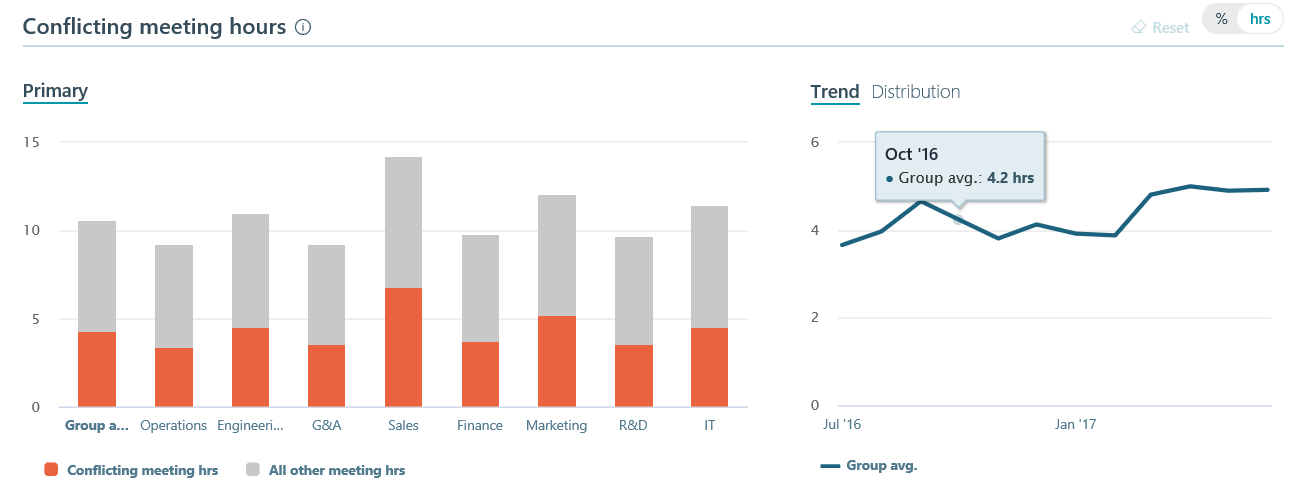 Conflicting meeting hours
Reset
% hrs
Primary
15
10
5
0
Group a... Operations Engineeri... G&A Sales Finance Marketing R&D IT
Conflicting meeting hrs All other meeting hrs
Trend Distribution
6
4
2
0
Oct '16
Group avg.: 4.2 hrs
Jul '16 Jan '17
Group avg.